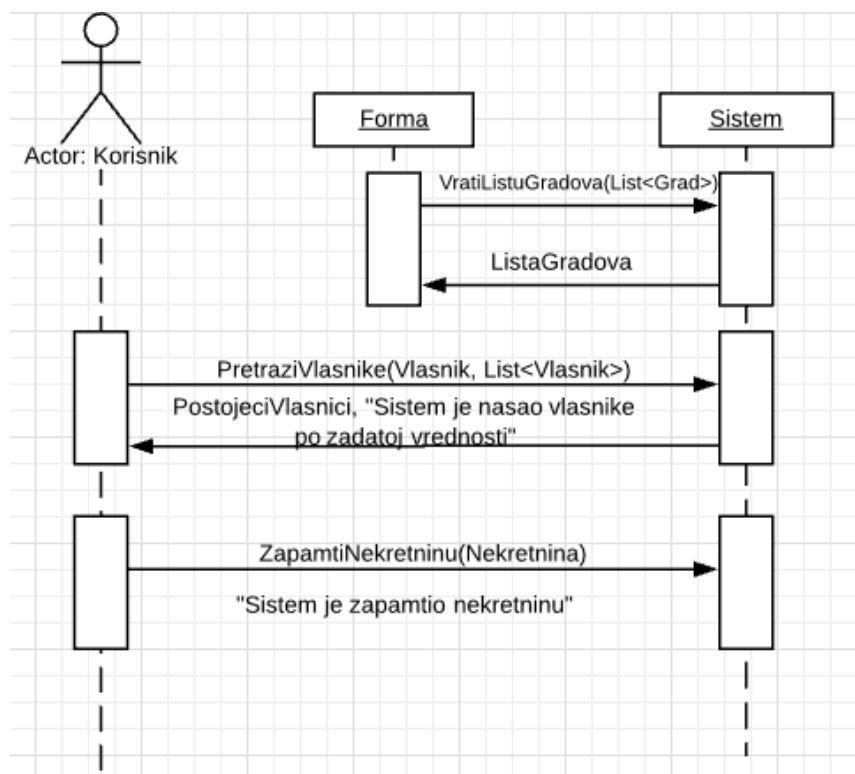 Forma
Sistem
Actor: Korisnik
VratiListuGradova(List<Grad>)
ListaGradova
PretraziVlasnike(Vlasnik, List<Vlasnik>)
PostojeciVlasnici, "Sistem je nasao vlasnike
po zadatoj vrednosti"
ZapamtiNekretninu(Nekretnina)
"Sistem je zapamtio nekretninu"